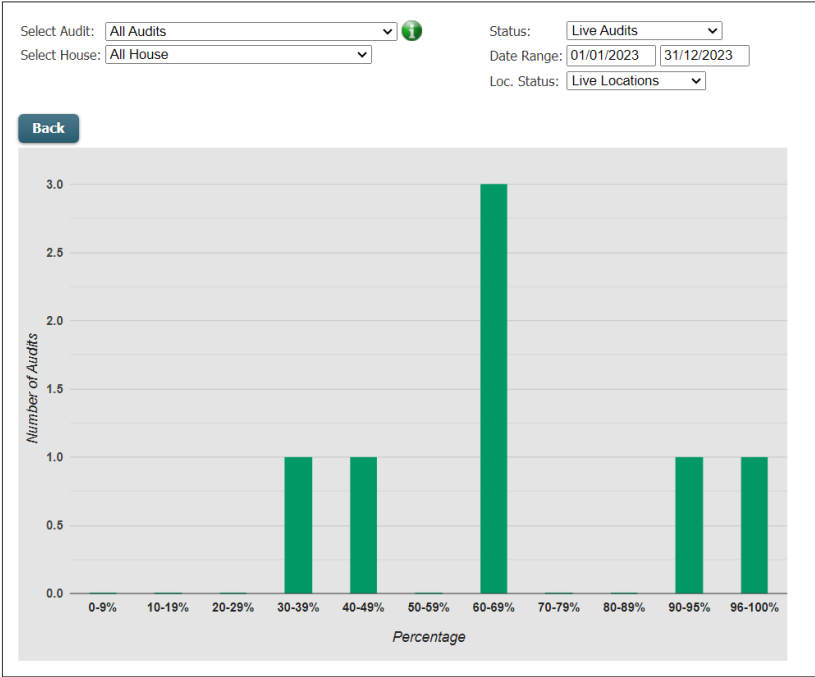 Select Audit: All Audits
Select House: All House
Status: Live Audits
Date Range: 01/01/2023 31/12/2023
Loc. Status: Live Locations
Back
3.0
2.5
2.0
1.5
1.0
0.5
0.0
Number of Audits
0-9% 10-19% 20-29% 30-39% 40-49% 50-59% 60-69% 70-79% 80-89% 90-95% 96-100%
Percentage